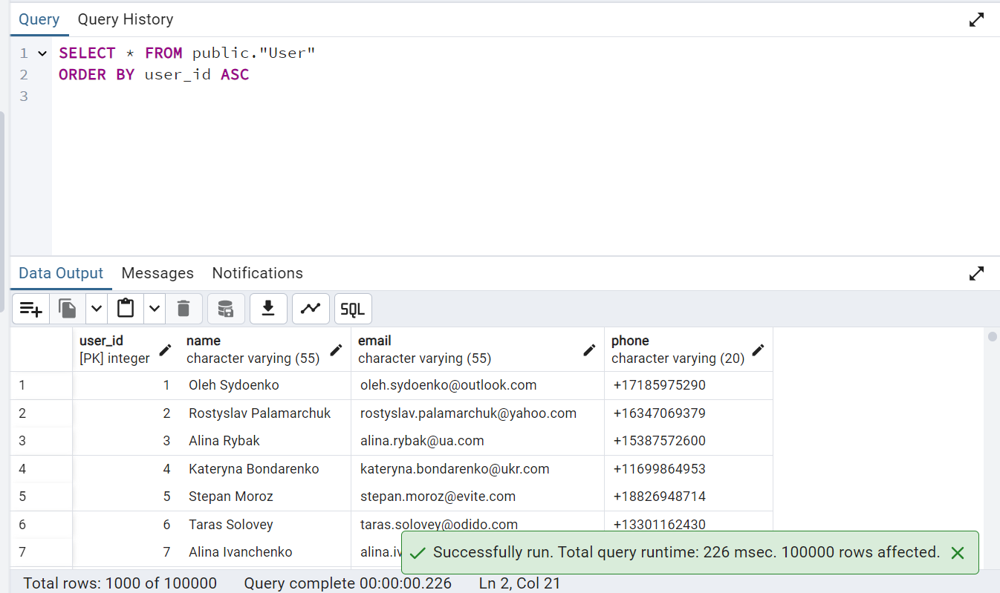 Query Query History
1 SELECT * FROM public."User"
2 ORDER BY user_id ASC
3
Data Output Messages Notifications
SQL
user_id name email phone
[PK] integer character varying (55) character varying (55) character varying (20)
1 1 Oleh Sydoenko oleh.sydoenko@outlook.com +17185975290
2 2 Rostyslav Palamarchuk rostyslav.palamarchuk@yahoo.com +16347069379
3 3 Alina Rybak alina.rybak@ua.com +15387572600
4 4 Kateryna Bondarenko kateryna.bondarenko@ukr.com +11699864953
5 5 Stepan Moroz stepan.moroz@evite.com +18826948714
6 6 Taras Solovey taras.solovey@odido.com +13301162430
7 7 Alina Ivanchenko alina.iv
Successfully run. Total query runtime: 226 msec. 100000 rows affected.
Total rows: 1000 of 100000 Query complete 00:00:00.226 Ln 2, Col 21